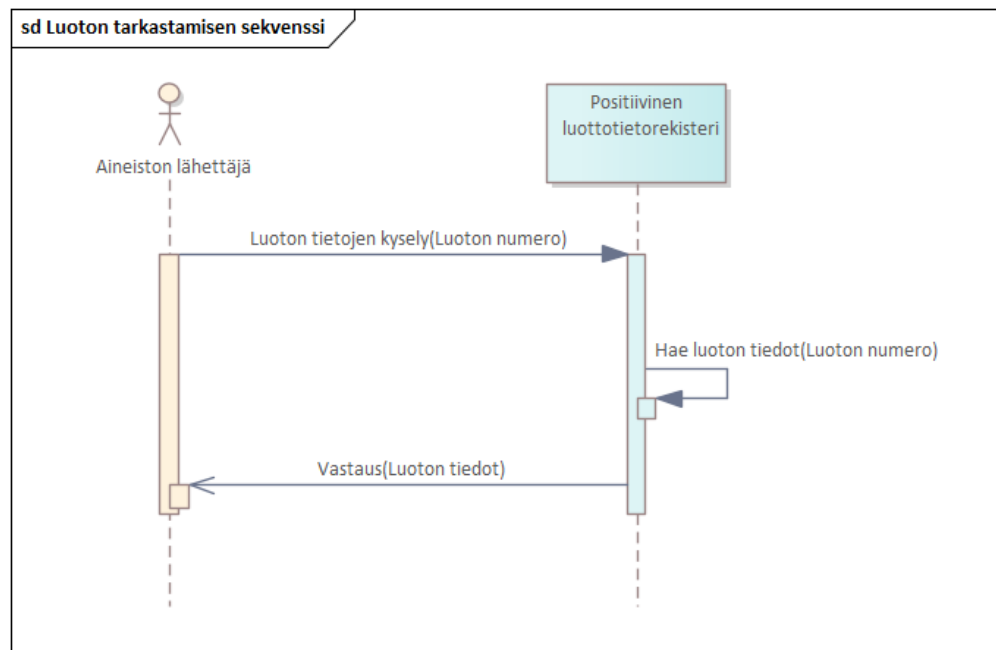 sd Luoton tarkastamisen sekvenssi
Aineiston lähettäjä
Positiivinen
luottotietorekisteri
Luoton tietojen kysely(Luoton numero)
Hae luoton tiedot(Luoton numero)
Vastaus(Luoton tiedot)